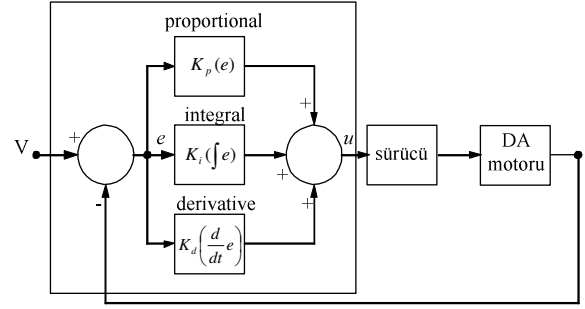 proportional
K_p(e)
+
integral
V
+
e
K_i(∫e)
+
u
sürücü
DA
motoru
-
derivative
+
K_d(d/dt e)